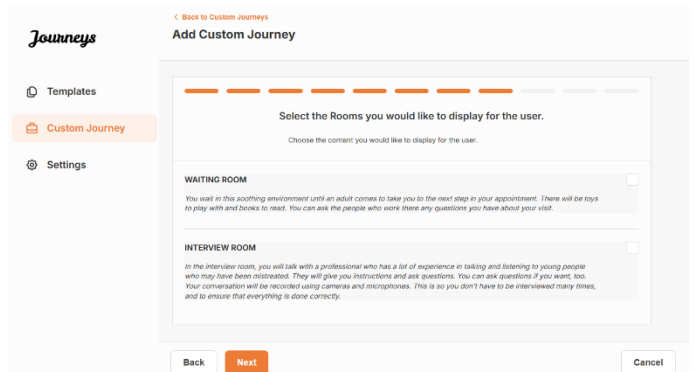 Journeys
Templates
Custom Journey
Settings
< Back to Custom Journeys
Add Custom Journey
Select the Rooms you would like to display for the user.
Choose the content you would like to display for the user.
WAITING ROOM
You wait in this soothing environment until an adult comes to take you to the next step in your appointment. There will be toys
to play with and books to read. You can ask the people who work there any questions you have about your visit.
INTERVIEW ROOM
In the interview room, you will talk with a professional who has a lot of experience in talking and listening to young people
who may have been mistreated. They will give you instructions and ask questions. You can ask questions if you want, too.
Your conversation will be recorded using cameras and microphones. This is so you don't have to be interviewed many times,
and to ensure that everything is done correctly.
Back
Next
Cancel